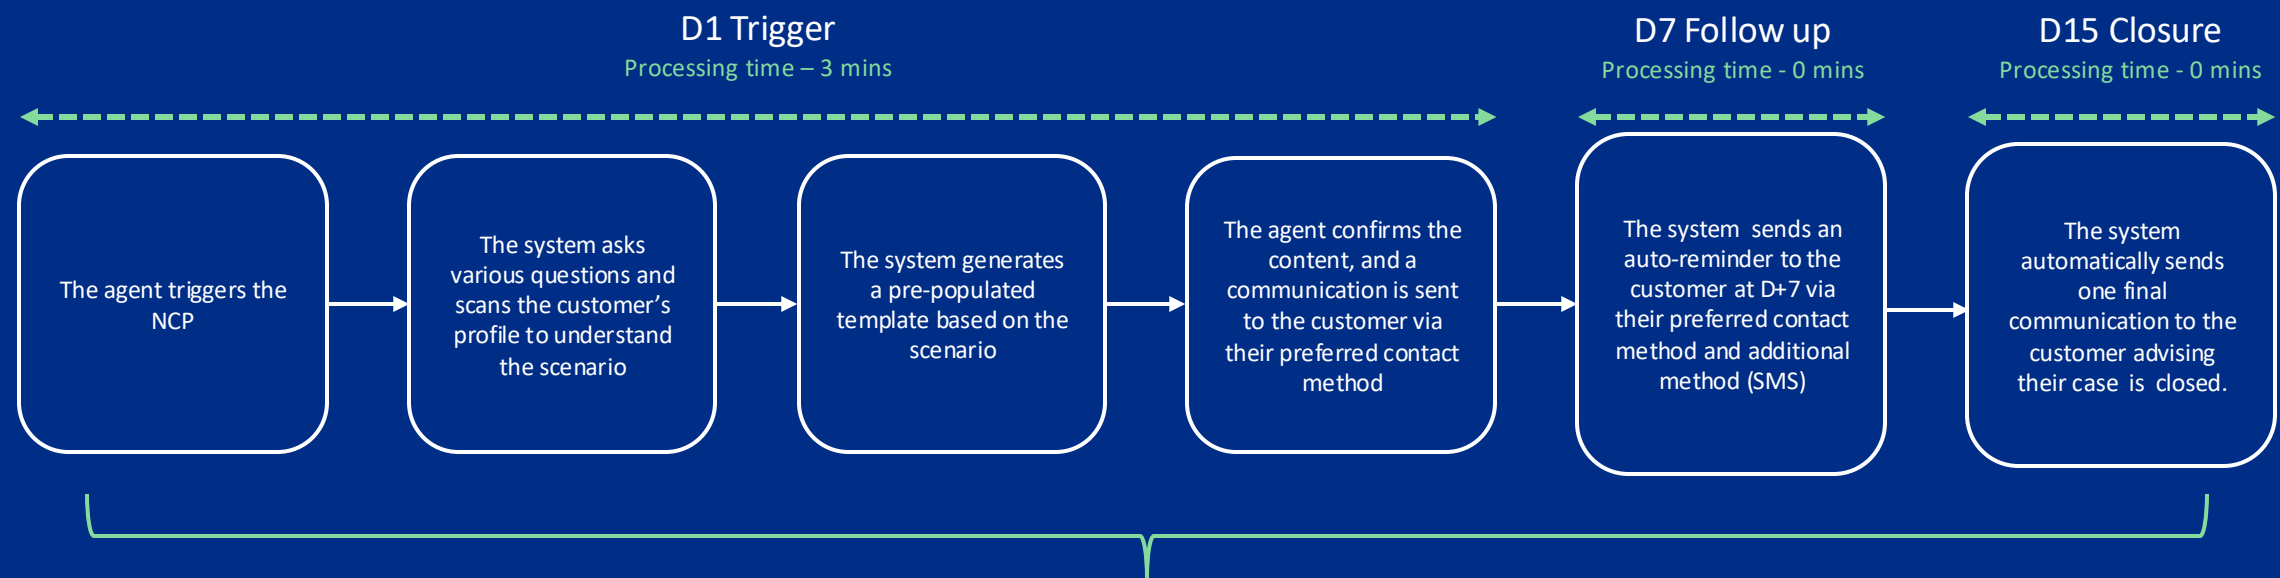 D1 Trigger
Processing time – 3 mins
D7 Follow up
Processing time - 0 mins
D15 Closure
Processing time - 0 mins
The agent triggers the
NCP
The system asks
various questions and
scans the customer’s
profile to understand
the scenario
The system generates
a pre-populated
template based on the
scenario
The agent confirms the
content, and a
communication is sent
to the customer via
their preferred contact
method
The system sends an
auto-reminder to the
customer at D+7 via
their preferred contact
method and additional
method (SMS)
The system
automatically sends
one final
communication to the
customer advising
their case is closed.